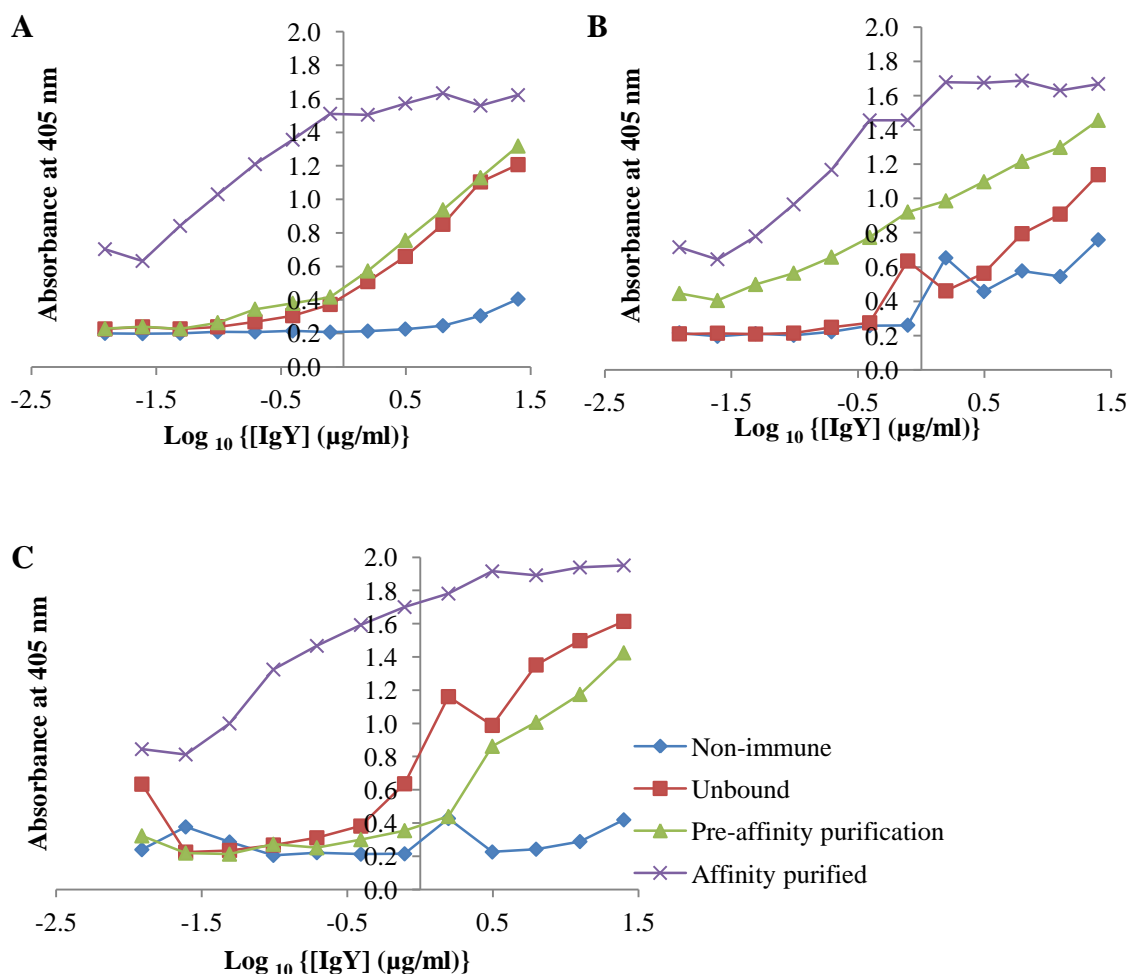 A
Absorbance at 405 nm
2.0
1.8
1.6
1.4
1.2
1.0
0.8
0.6
0.4
0.2
0.0
-2.5 -1.5 -0.5 0.5 1.5
Log 10 {[IgY] (µg/ml)}
B
Absorbance at 405 nm
2.0
1.8
1.6
1.4
1.2
1.0
0.8
0.6
0.4
0.2
0.0
-2.5 -1.5 -0.5 0.5 1.5
Log 10 {[IgY] (µg/ml)}
C
Absorbance at 405 nm
2.0
1.8
1.6
1.4
1.2
1.0
0.8
0.6
0.4
0.2
0.0
-2.5 -1.5 -0.5 0.5 1.5
Log 10 {[IgY] (µg/ml)}
Non-immune
Unbound
Pre-affinity purification
Affinity purified